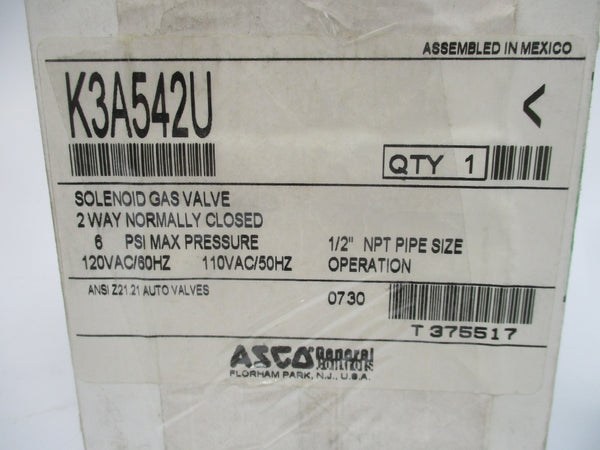 ASSEMBLED IN MEXICO
K3A542U
<
QTY 1
SOLENOID GAS VALVE
2 WAY NORMALLY CLOSED
6 PSI MAX PRESSURE 1/2" NPT PIPE SIZE
120VAC/60HZ 110VAC/50HZ OPERATION
ANSI Z21.21 AUTO VALVES 0730
T 375517
ASCO General Controls
FLORHAM PARK, N.J., U.S.A.